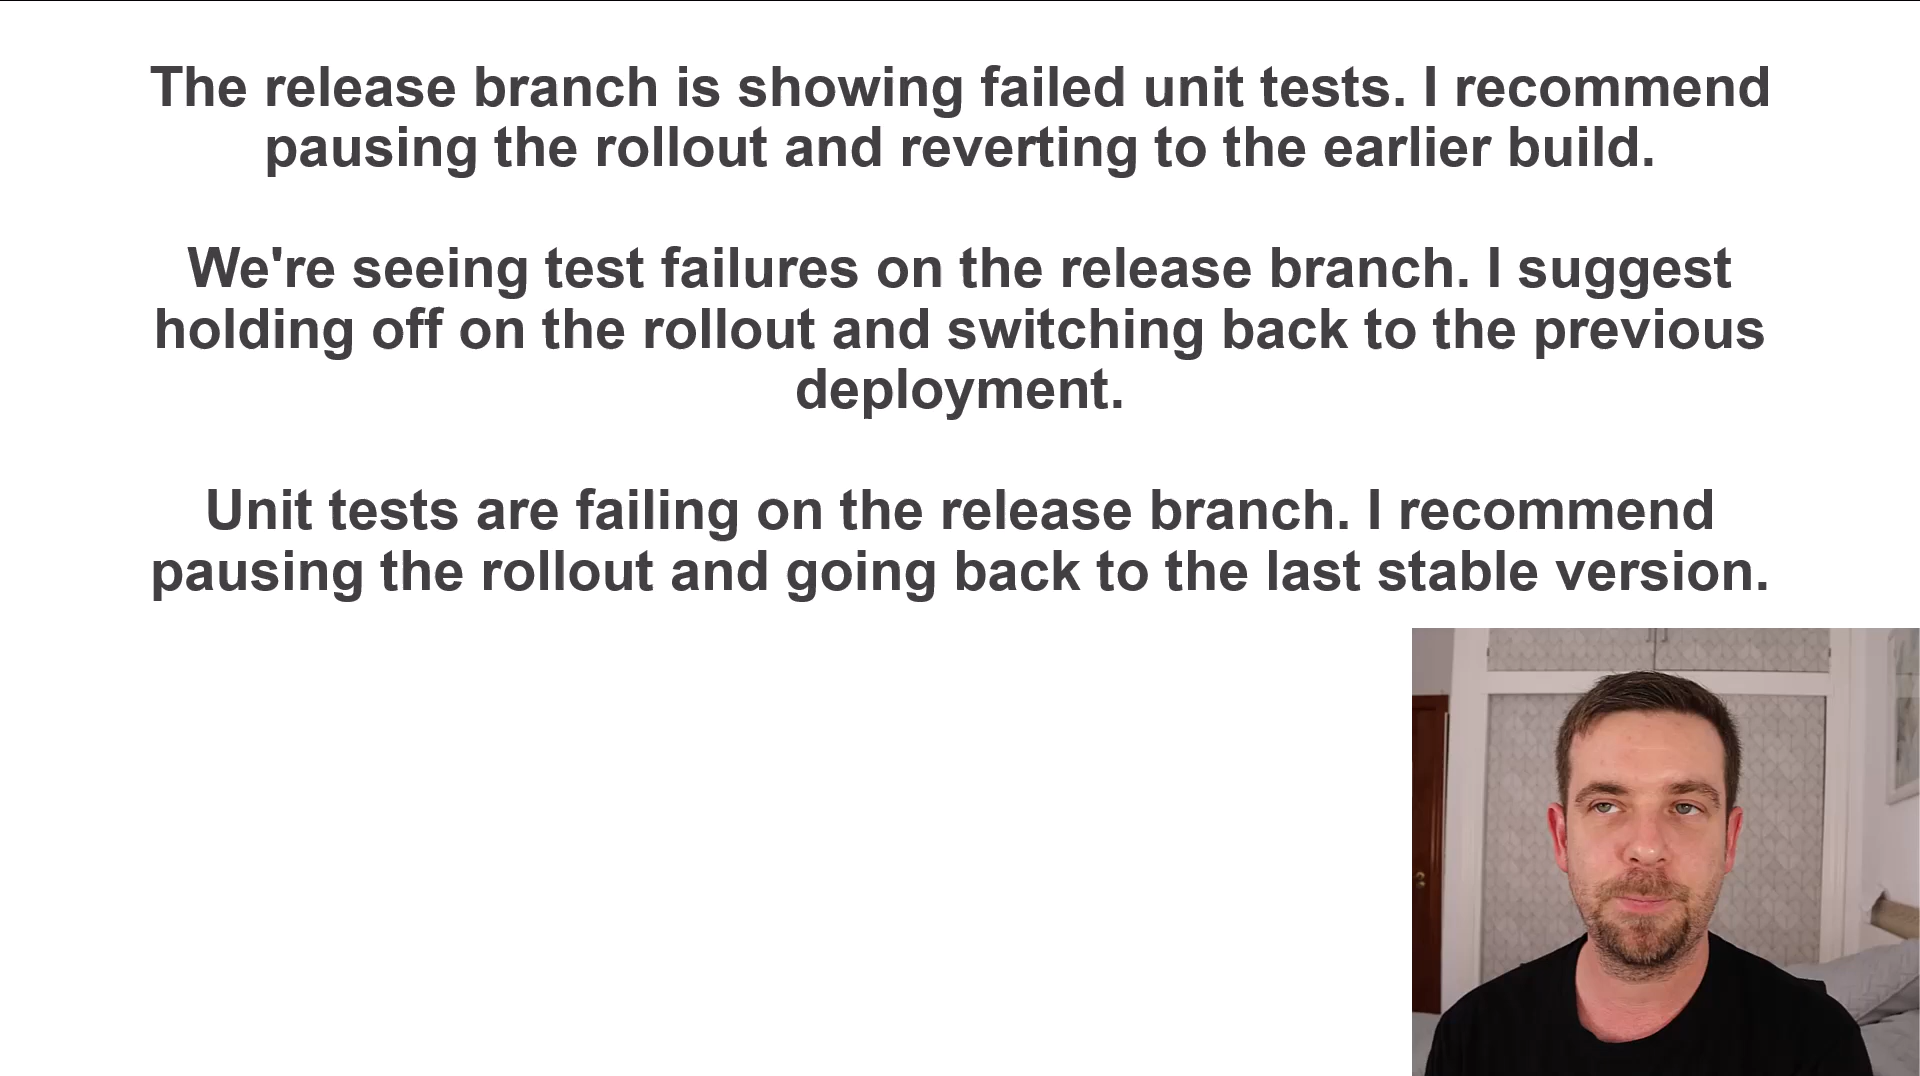 The release branch is showing failed unit tests. I recommend
pausing the rollout and reverting to the earlier build.
We're seeing test failures on the release branch. I suggest
holding off on the rollout and switching back to the previous
deployment.
Unit tests are failing on the release branch. I recommend
pausing the rollout and going back to the last stable version.